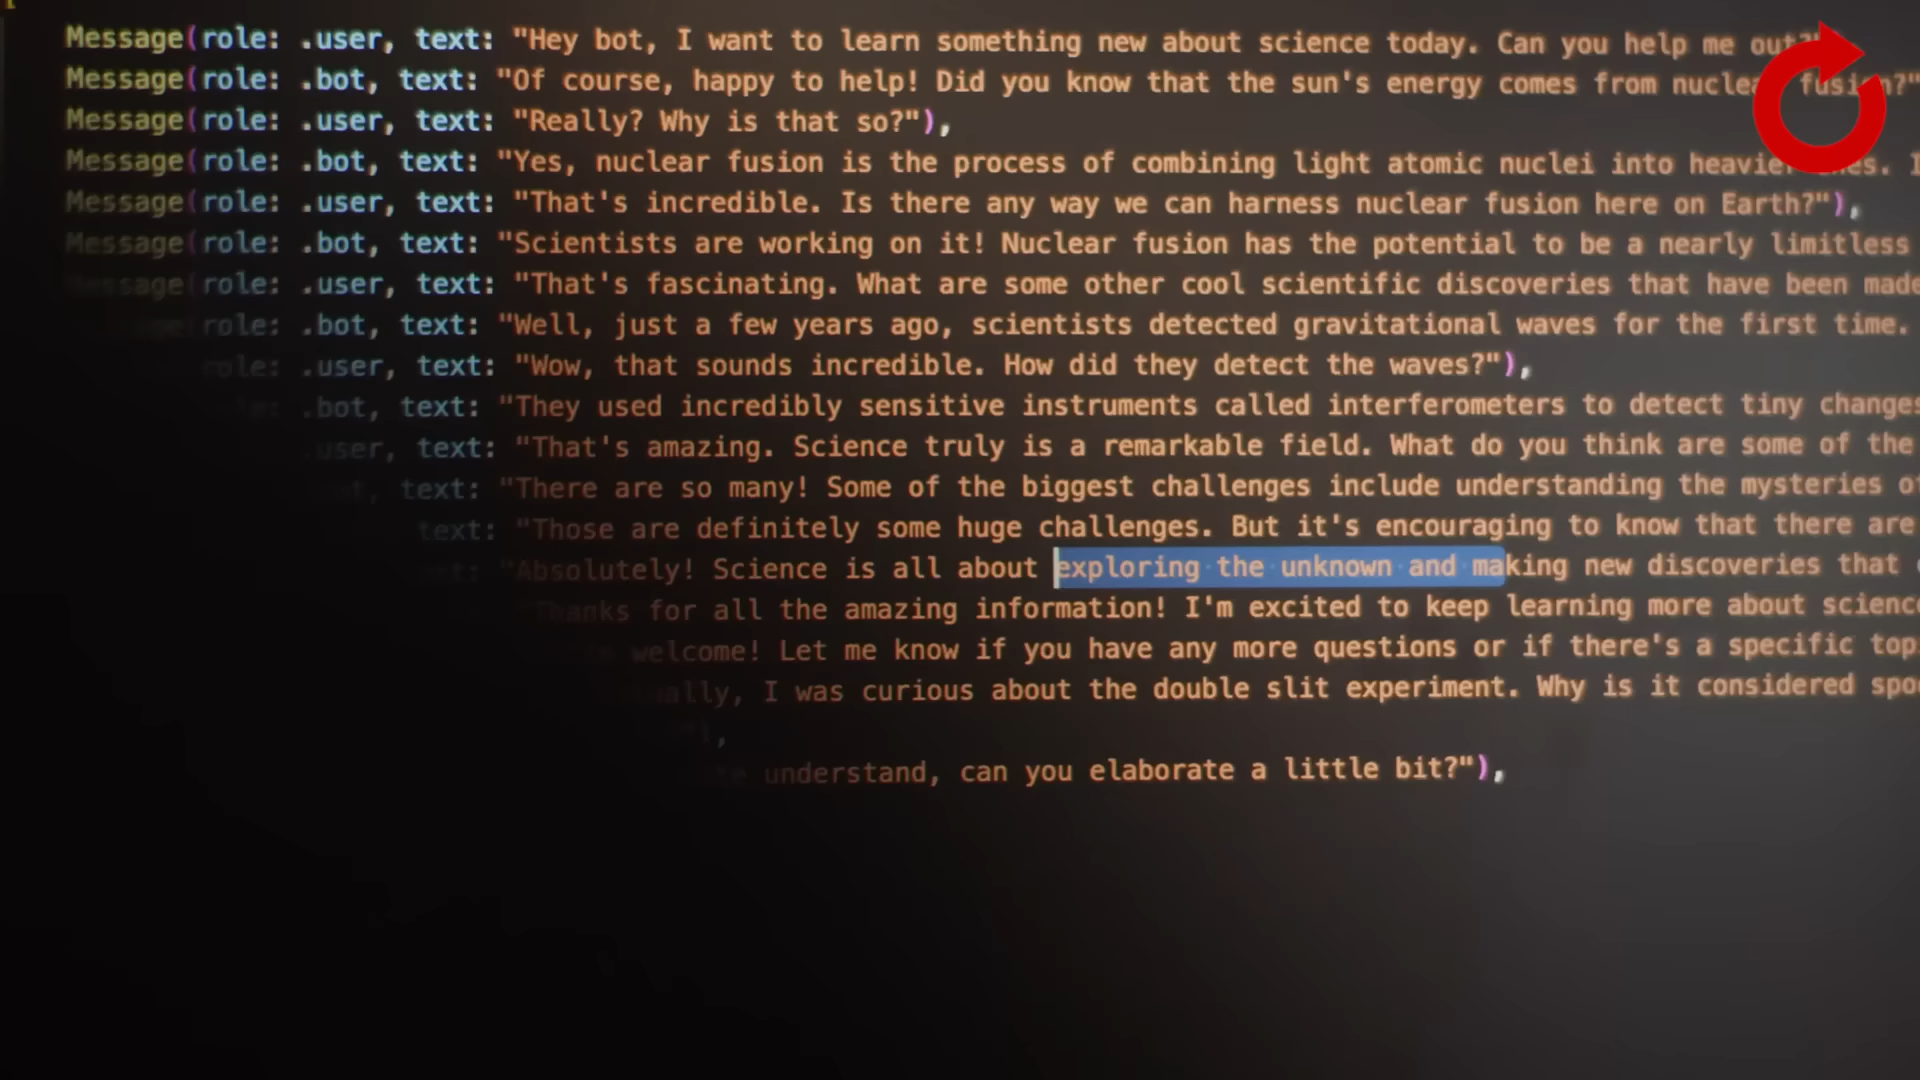 Message(role: .user, text: "Hey bot, I want to learn something new about science today. Can you help me out?"
Message(role: .bot, text: "Of course, happy to help! Did you know that the sun's energy comes from nuclear fusion?"
Message(role: .user, text: "Really? Why is that so?"),
Message(role: .bot, text: "Yes, nuclear fusion is the process of combining light atomic nuclei into heavier ones. I
Message(role: .user, text: "That's incredible. Is there any way we can harness nuclear fusion here on Earth?"),
Message(role: .bot, text: "Scientists are working on it! Nuclear fusion has the potential to be a nearly limitless
Message(role: .user, text: "That's fascinating. What are some other cool scientific discoveries that have been made
Message(role: .bot, text: "Well, just a few years ago, scientists detected gravitational waves for the first time.
role: .user, text: "Wow, that sounds incredible. How did they detect the waves?"),
.bot, text: "They used incredibly sensitive instruments called interferometers to detect tiny changes
user, text: "That's amazing. Science truly is a remarkable field. What do you think are some of the
text: "There are so many! Some of the biggest challenges include understanding the mysteries of
text: "Those are definitely some huge challenges. But it's encouraging to know that there are
"Absolutely! Science is all about exploring the unknown and making new discoveries that
"Thanks for all the amazing information! I'm excited to keep learning more about science
welcome! Let me know if you have any more questions or if there's a specific top
ally, I was curious about the double slit experiment. Why is it considered spo
"),
understand, can you elaborate a little bit?"),